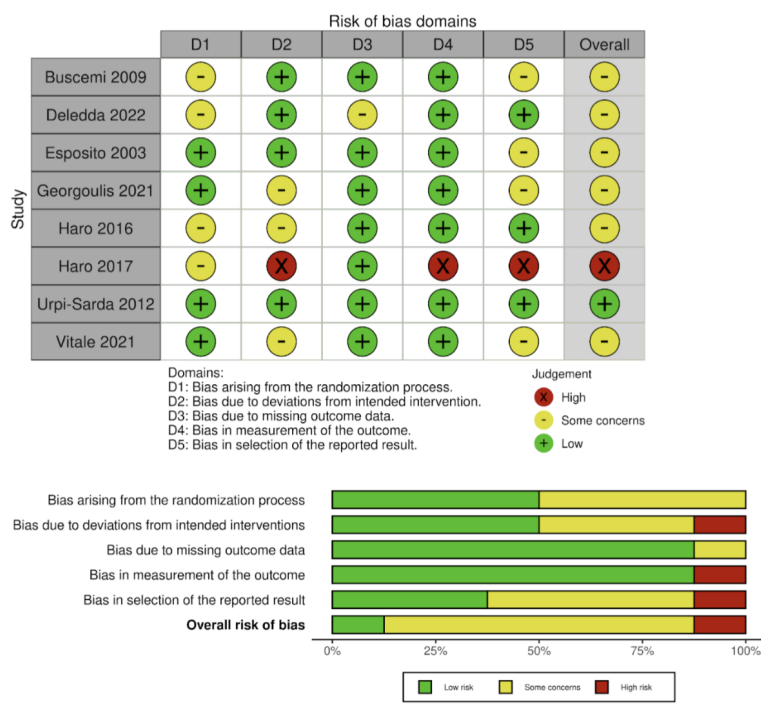 Risk of bias domains
D1 D2 D3 D4 D5 Overall
Study
Buscemi 2009 - + + + - -
Deledda 2022 - + - + + -
Esposito 2003 + + + + - -
Georgoulis 2021 + - + + - -
Haro 2016 - - + + + -
Haro 2017 - X + X X X
Urpi-Sarda 2012 + + + + + +
Vitale 2021 + - + + - -
Domains:
D1: Bias arising from the randomization process.
D2: Bias due to deviations from intended intervention.
D3: Bias due to missing outcome data.
D4: Bias in measurement of the outcome.
D5: Bias in selection of the reported result.
Judgement
X High
- Some concerns
+ Low
Bias arising from the randomization process
Bias due to deviations from intended interventions
Bias due to missing outcome data
Bias in measurement of the outcome
Bias in selection of the reported result
Overall risk of bias
0% 25% 50% 75% 100%
Low risk Some concerns High risk